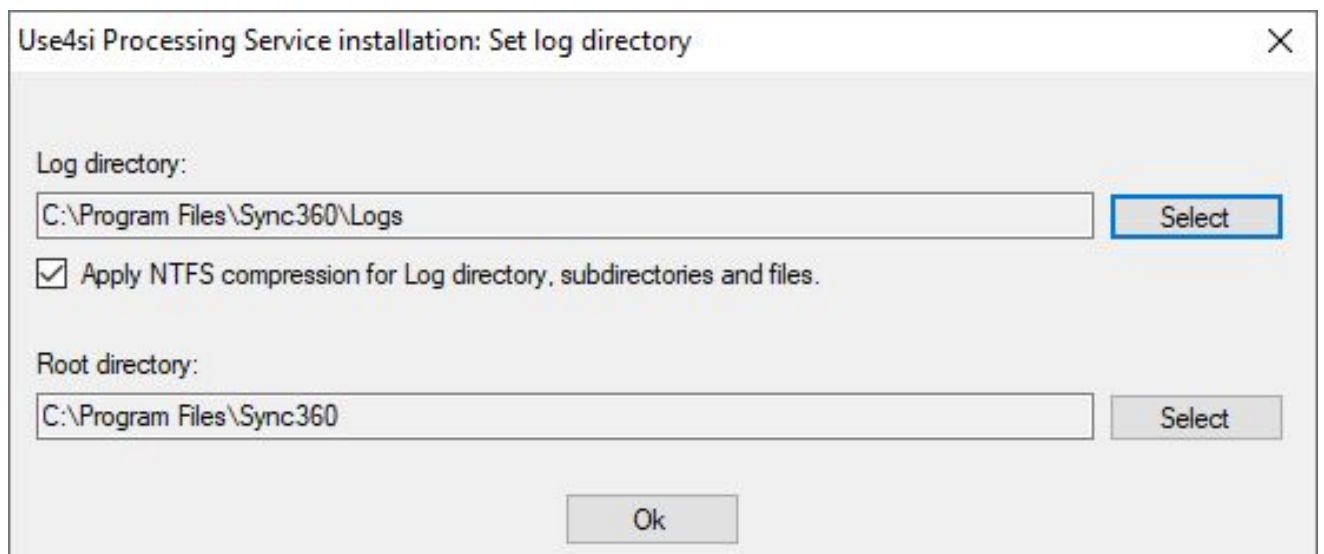 Use4si Processing Service installation: Set log directory
Log directory:
C:\Program Files\Sync360\Logs
Select
Apply NTFS compression for Log directory, subdirectories and files.
Root directory:
C:\Program Files\Sync360
Select
Ok